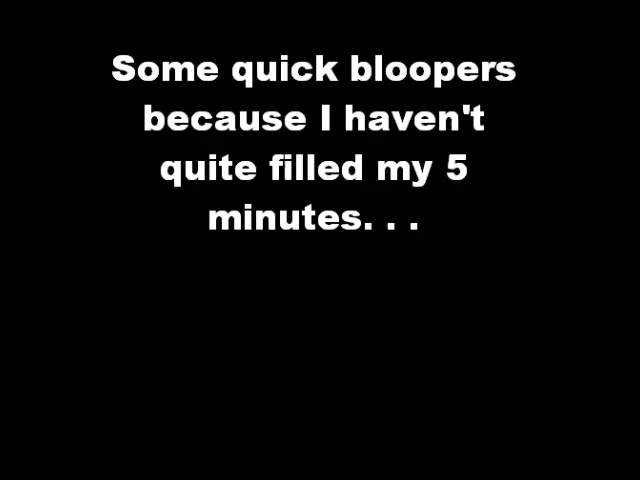 Some quick bloopers
because I haven't
quite filled my 5
minutes. . .